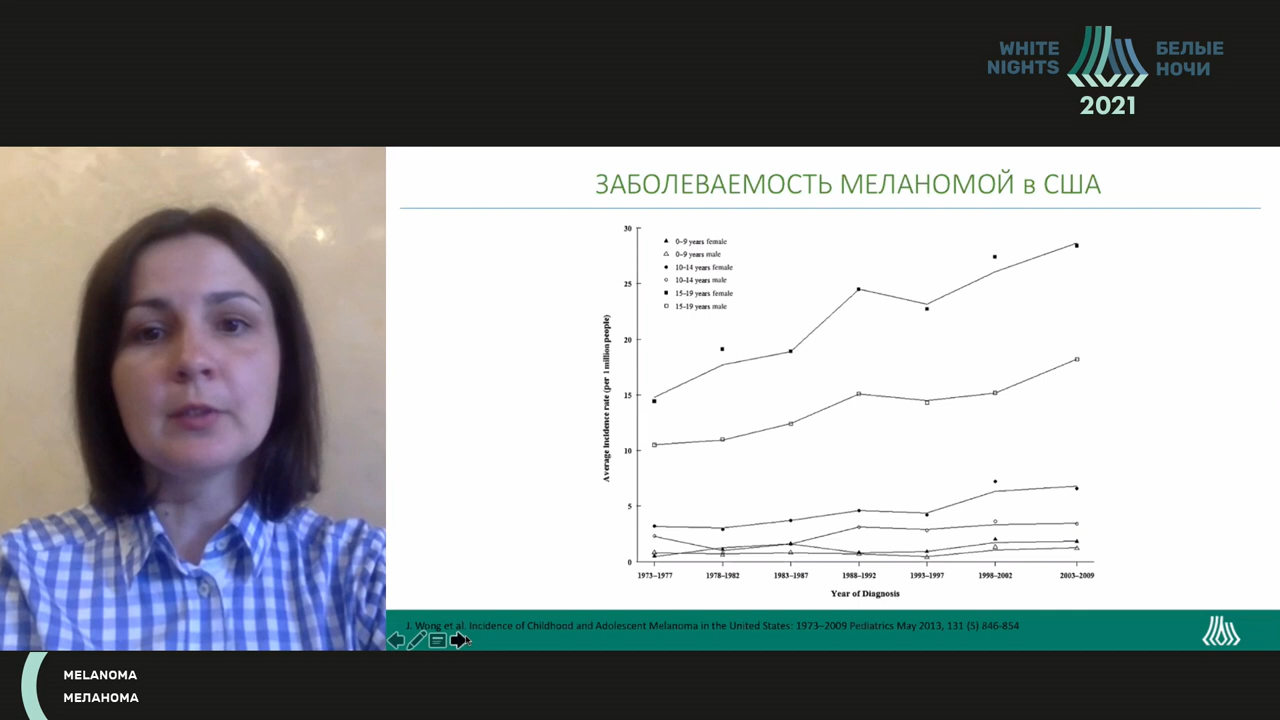 WHITE NIGHTS
БЕЛЫЕ НОЧИ
2021
ЗАБОЛЕВАЕМОСТЬ МЕЛАНОМОЙ в США
30
25
20
15
10
5
0
Average incidence rate (per 1 million people)
0–9 years female
0–9 years male
10–14 years female
10–14 years male
15–19 years female
15–19 years male
1973–1977 1978–1982 1983–1987 1988–1992 1993–1997 1998–2002 2003–2009
Year of Diagnosis
J. Wong et al. Incidence of Childhood and Adolescent Melanoma in the United States: 1973–2009 Pediatrics May 2013, 131 (5) 846-854
MELANOMA
МЕЛАНОМА